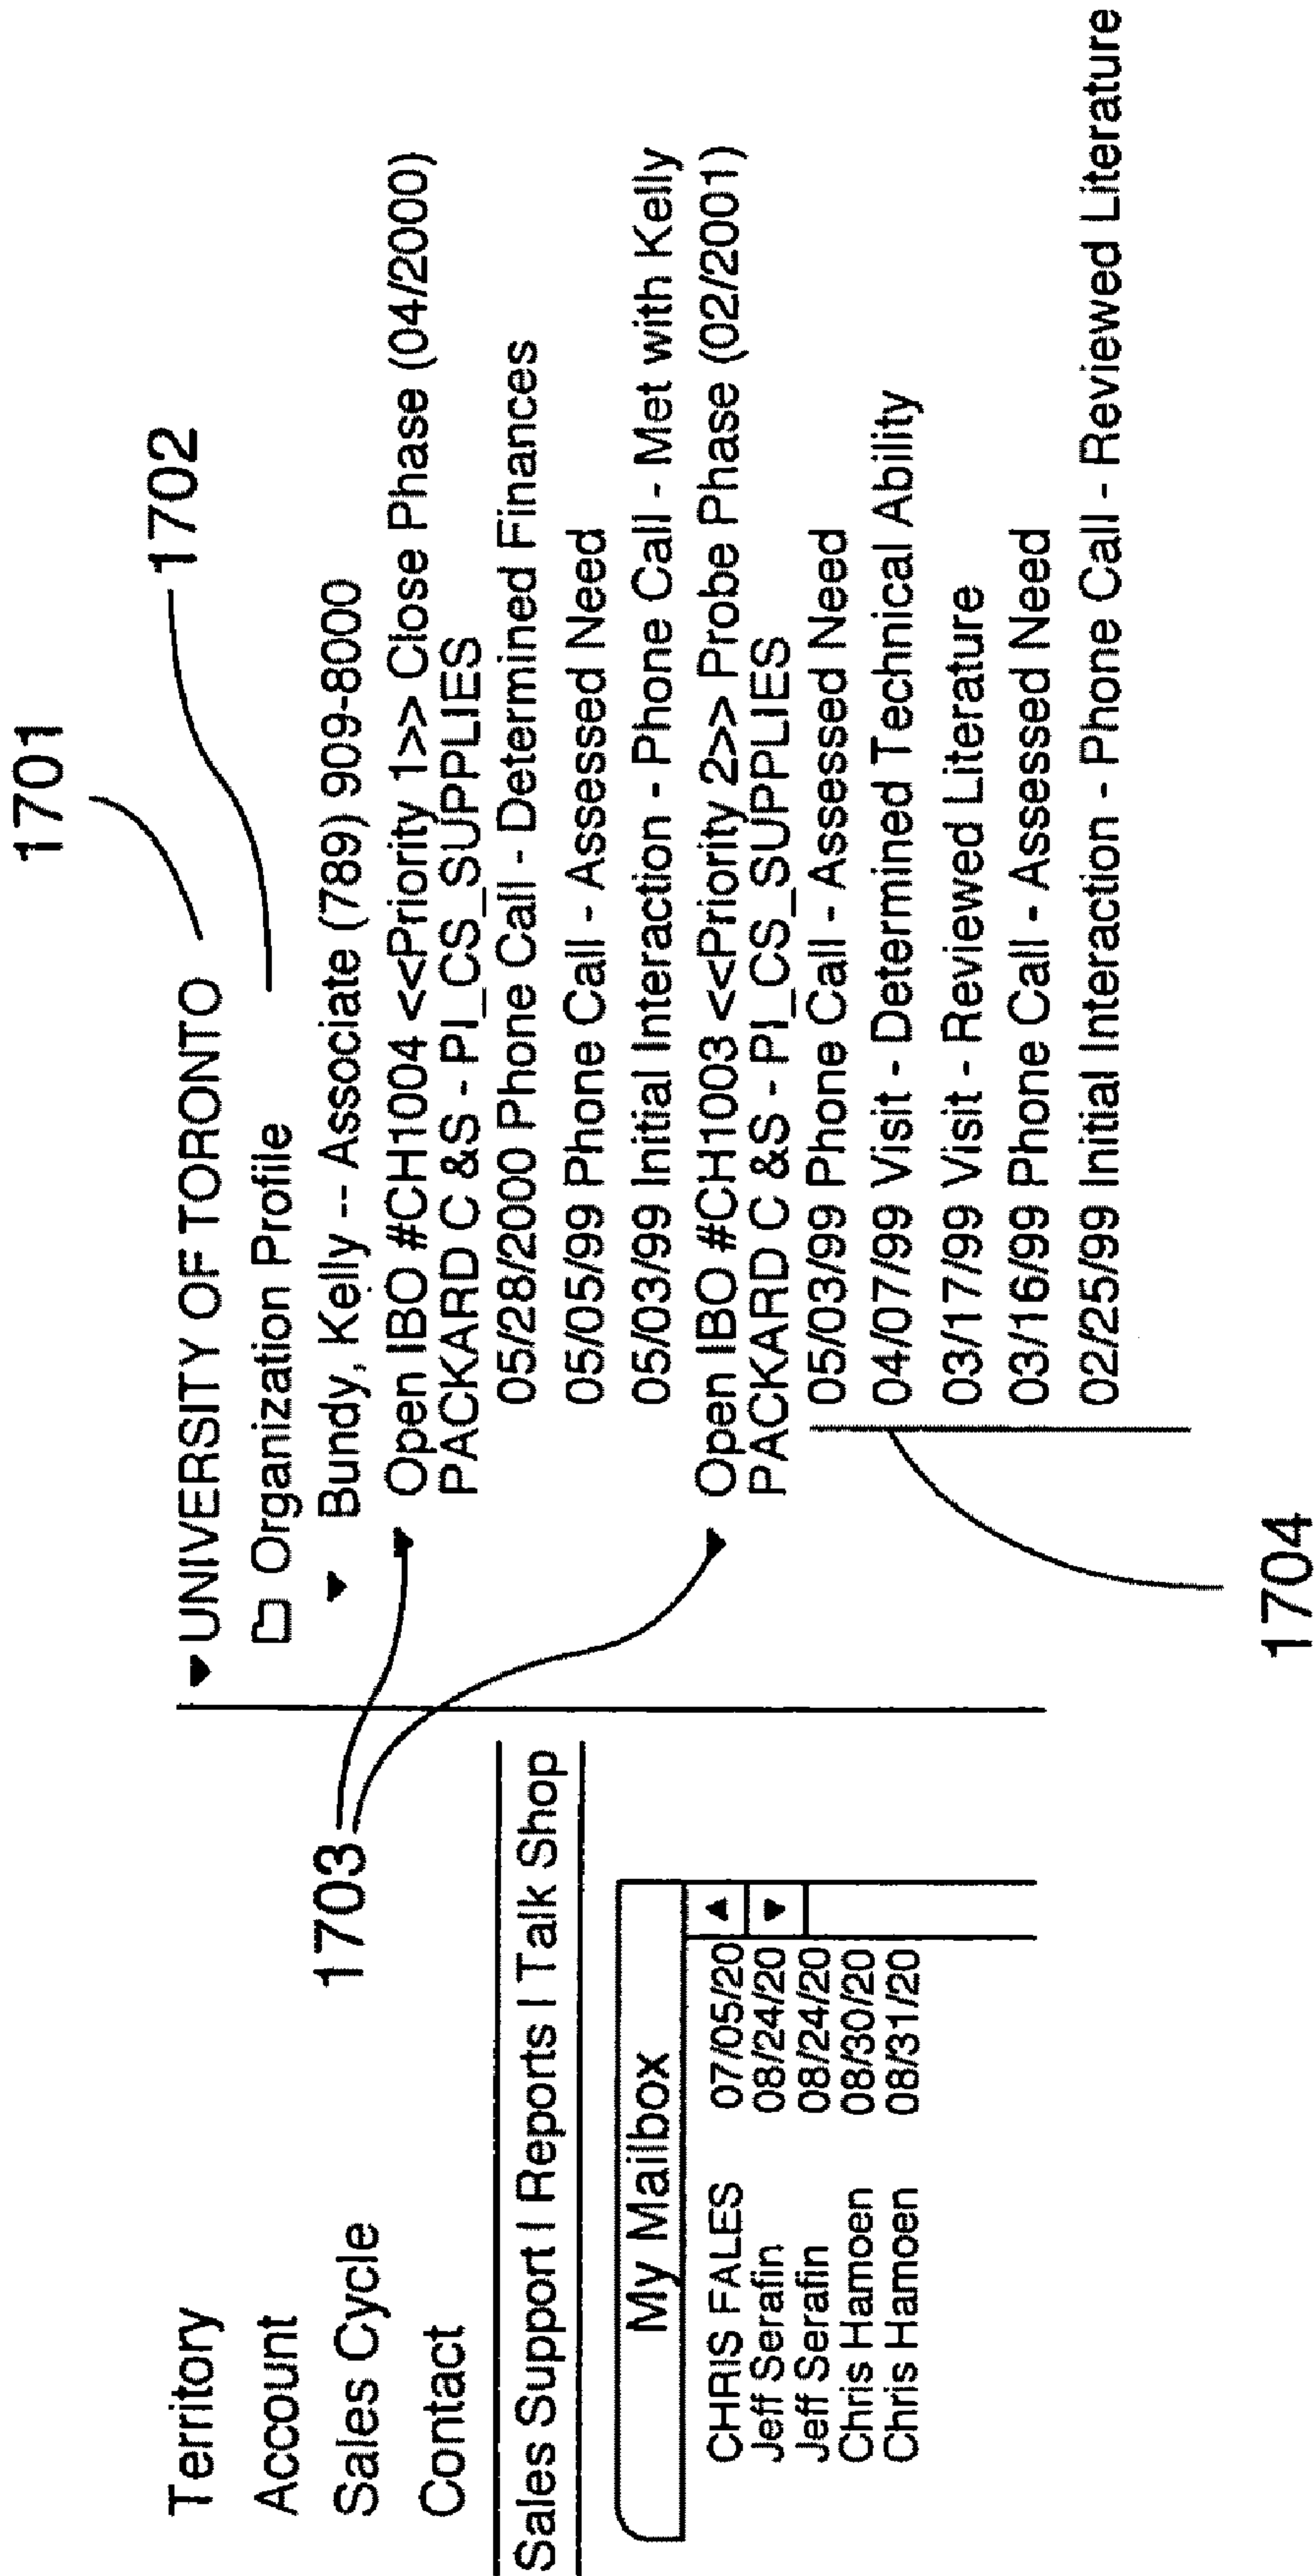 1701
1702
▼ UNIVERSITY OF TORONTO
Organization Profile
▼ Bundy, Kelly -- Associate (789) 909-8000
▼ Open IBO #CH1004 <<Priority 1>> Close Phase (04/2000)
PACKARD C &S - PI_CS_SUPPLIES
05/28/2000 Phone Call - Determined Finances
05/05/99 Phone Call - Assessed Need
05/03/99 Initial Interaction - Phone Call - Met with Kelly
▼ Open IBO #CH1003 <<Priority 2>> Probe Phase (02/2001)
PACKARD C &S - PI_CS_SUPPLIES
05/03/99 Phone Call - Assessed Need
04/07/99 Visit - Determined Technical Ability
03/17/99 Visit - Reviewed Literature
03/16/99 Phone Call - Assessed Need
02/25/99 Initial Interaction - Phone Call - Reviewed Literature
1703
1704
Territory
Account
Sales Cycle
Contact
Sales Support | Reports | Talk Shop
My Mailbox
CHRIS FALES 07/05/20
Jeff Serafin 08/24/20
Jeff Serafin 08/24/20
Chris Hamoen 08/30/20
Chris Hamoen 08/31/20